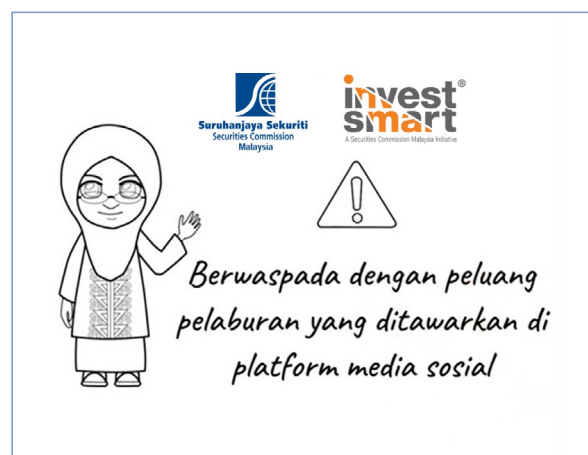 Suruhanjaya Sekuriti
Securities Commission
Malaysia
invest®
smart
A Securities Commission Malaysia Initiative
Berwaspada dengan peluang
pelaburan yang ditawarkan di
platform media sosial